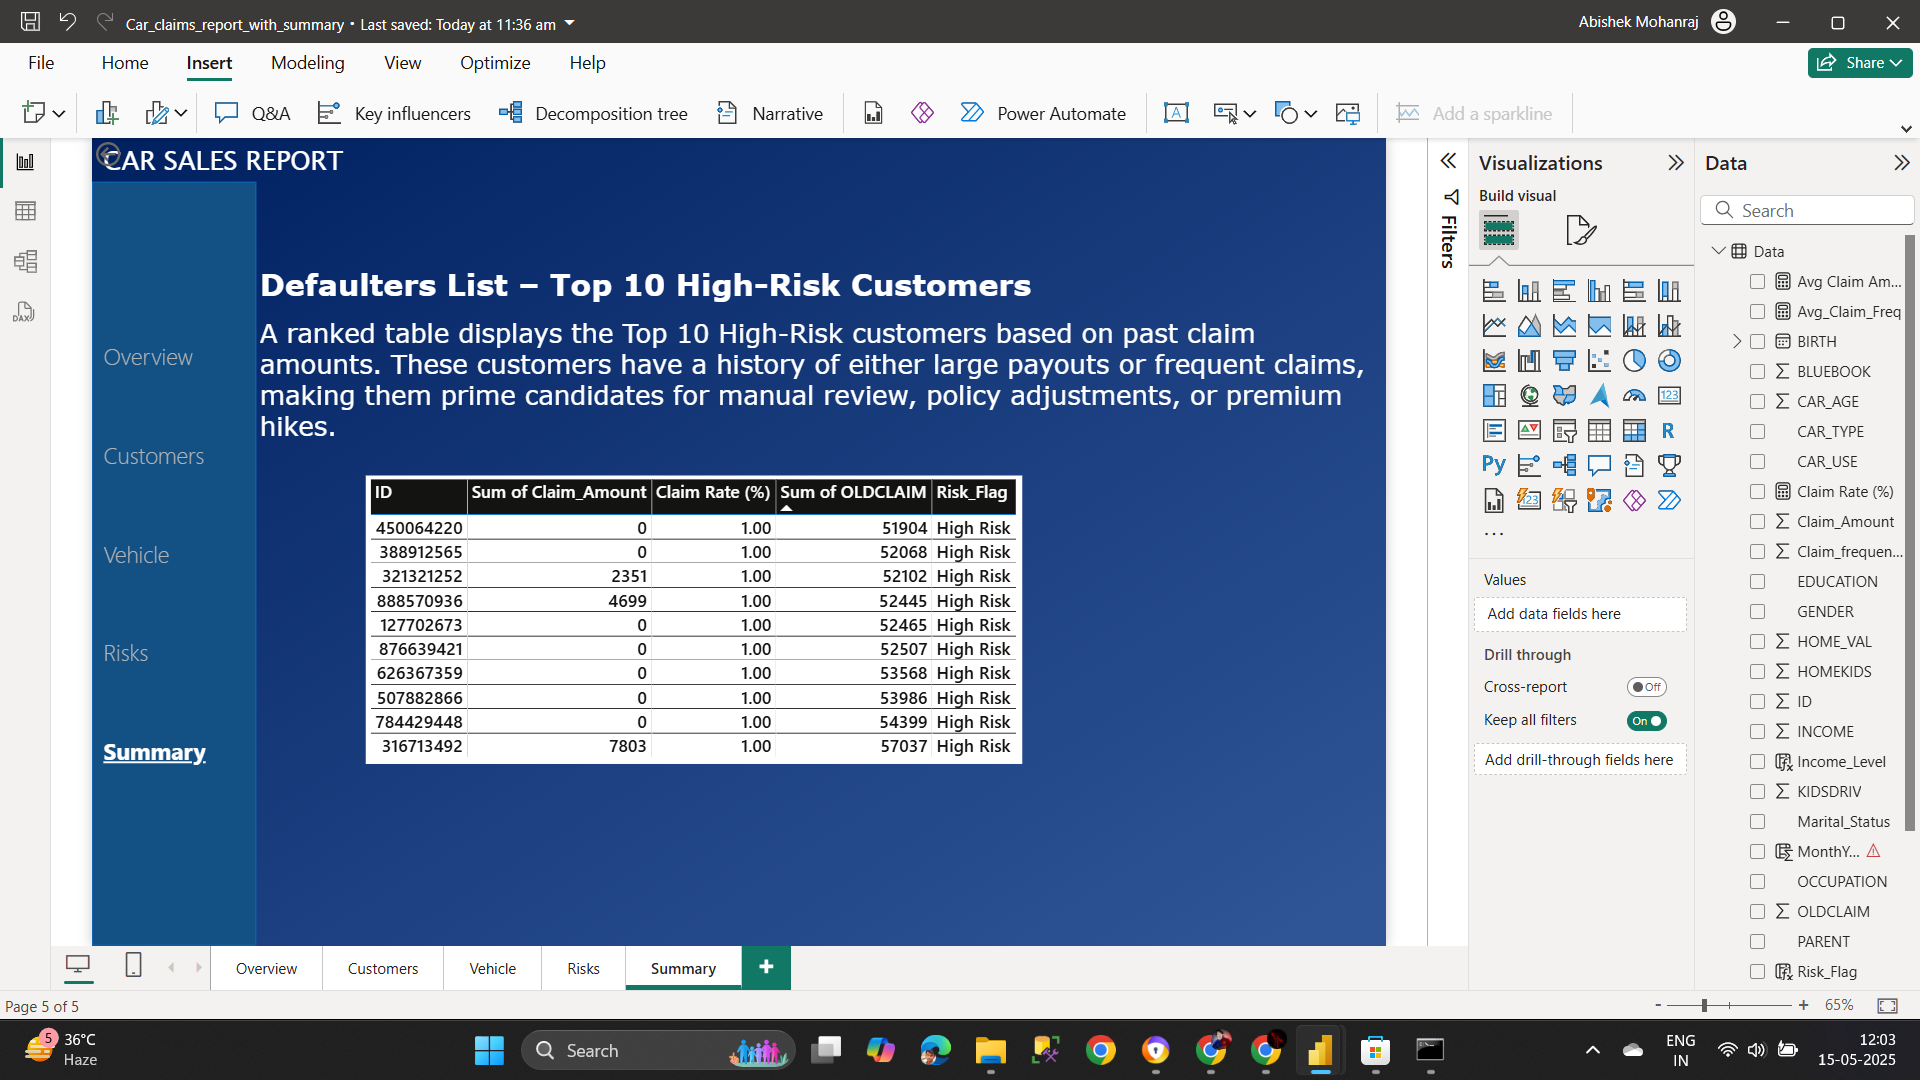 Car_claims_report_with_summary • Last saved: Today at 11:36 am
Abishek Mohanraj
File Home Insert Modeling View Optimize Help
Share
Q&A Key influencers Decomposition tree Narrative Power Automate Add a sparkline
CAR SALES REPORT
Overview
Customers
Vehicle
Risks
Summary
Defaulters List – Top 10 High-Risk Customers
A ranked table displays the Top 10 High-Risk customers based on past claim
amounts. These customers have a history of either large payouts or frequent claims,
making them prime candidates for manual review, policy adjustments, or premium
hikes.
ID Sum of Claim_Amount Claim Rate (%) Sum of OLDCLAIM Risk_Flag
450064220 0 1.00 51904 High Risk
388912565 0 1.00 52068 High Risk
321321252 2351 1.00 52102 High Risk
888570936 4699 1.00 52445 High Risk
127702673 0 1.00 52465 High Risk
876639421 0 1.00 52507 High Risk
626367359 0 1.00 53568 High Risk
507882866 0 1.00 53986 High Risk
784429448 0 1.00 54399 High Risk
316713492 7803 1.00 57037 High Risk
Filters
Visualizations
Build visual
123
R
Py
123
...
Values
Add data fields here
Drill through
Cross-report Off
Keep all filters On
Add drill-through fields here
Data
Search
Data
Avg Claim Am...
Avg_Claim_Freq
BIRTH
BLUEBOOK
CAR_AGE
CAR_TYPE
CAR_USE
Claim Rate (%)
Claim_Amount
Claim_frequen...
EDUCATION
GENDER
HOME_VAL
HOMEKIDS
ID
INCOME
Income_Level
KIDSDRIV
Marital_Status
MonthY...
OCCUPATION
OLDCLAIM
PARENT
Risk_Flag
DAX
Overview Customers Vehicle Risks Summary +
Page 5 of 5
- + 65%
5
36°C
Haze
Search
ENG
IN
12:03
15-05-2025